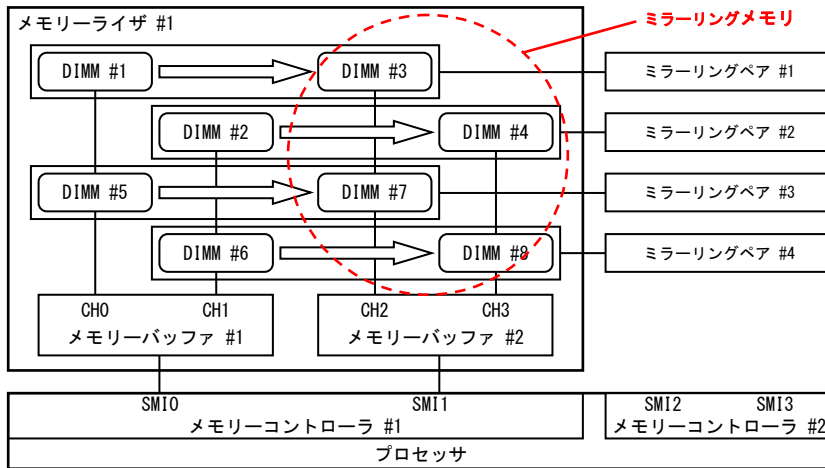 メモリーライザ #1
ミラーリングメモリ
DIMM #1
DIMM #3
ミラーリングペア #1
DIMM #2
DIMM #4
ミラーリングペア #2
DIMM #5
DIMM #7
ミラーリングペア #3
DIMM #6
DIMM #8
ミラーリングペア #4
CH0
CH1
CH2
CH3
メモリーバッファ #1
メモリーバッファ #2
SMI0
SMI1
SMI2
SMI3
メモリーコントローラ #1
メモリーコントローラ #2
プロセッサ